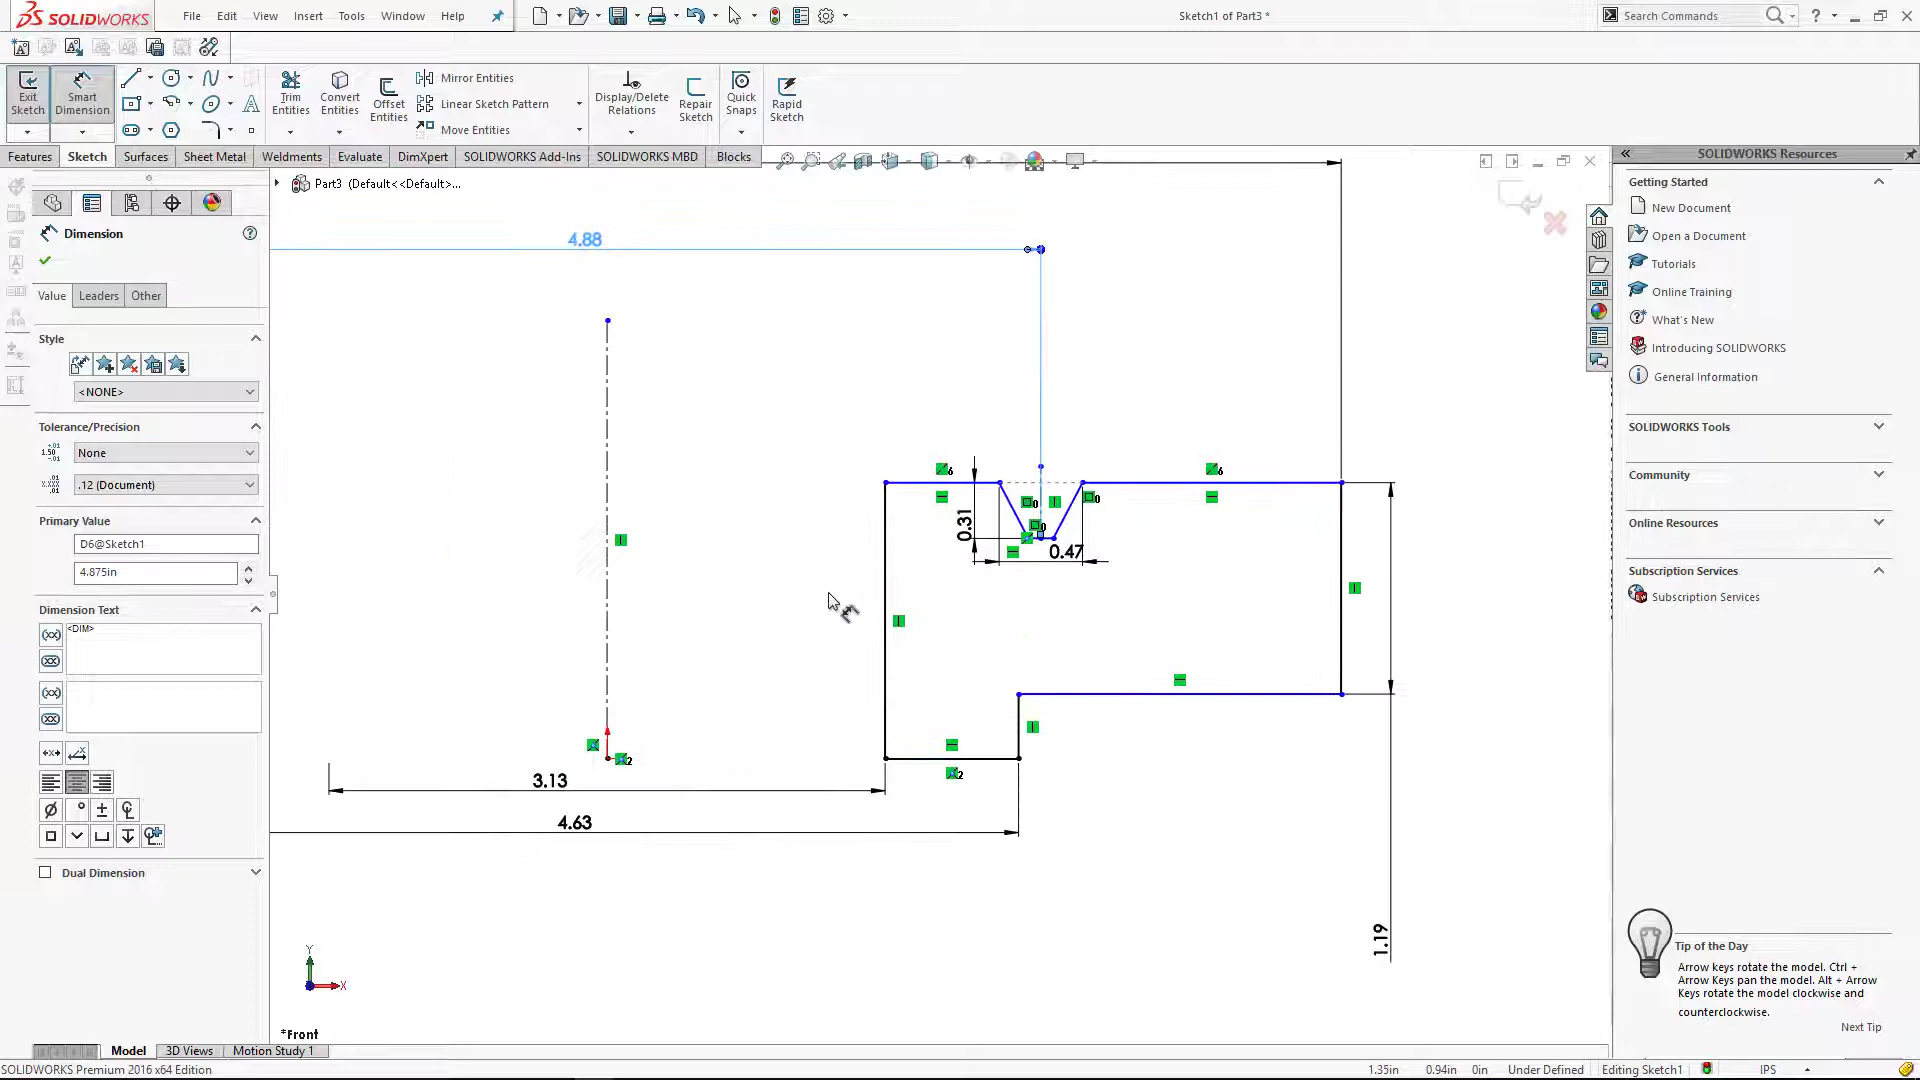 SOLIDWORKS
File Edit View Insert Tools Window Help
Sketch1 of Part3 *
Search Commands
Exit Sketch
Smart Dimension
Trim Entities
Convert Entities
Offset Entities
Mirror Entities
Linear Sketch Pattern
Move Entities
Display/Delete Relations
Repair Sketch
Quick Snaps
Rapid Sketch
Features Sketch Surfaces Sheet Metal Weldments Evaluate DimXpert SOLIDWORKS Add-Ins SOLIDWORKS MBD Blocks
Part3 (Default<<Default>...
Dimension
Value Leaders Other
Style
<NONE>
Tolerance/Precision
None
.12 (Document)
Primary Value
D6@Sketch1
4.875in
Dimension Text
<DIM>
Dual Dimension
4.88
0.31
0.47
3.13
4.63
1.19
Y
X
*Front
SOLIDWORKS Resources
Getting Started
New Document
Open a Document
Tutorials
Online Training
What's New
Introducing SOLIDWORKS
General Information
SOLIDWORKS Tools
Community
Online Resources
Subscription Services
Subscription Services
Tip of the Day
Arrow keys rotate the model. Ctrl +
Arrow Keys pan the model. Alt + Arrow
Keys rotate the model clockwise and
counterclockwise.
Next Tip
Model 3D Views Motion Study 1
SOLIDWORKS Premium 2016 x64 Edition
1.35in 0.94in 0in Under Defined Editing Sketch1 IPS